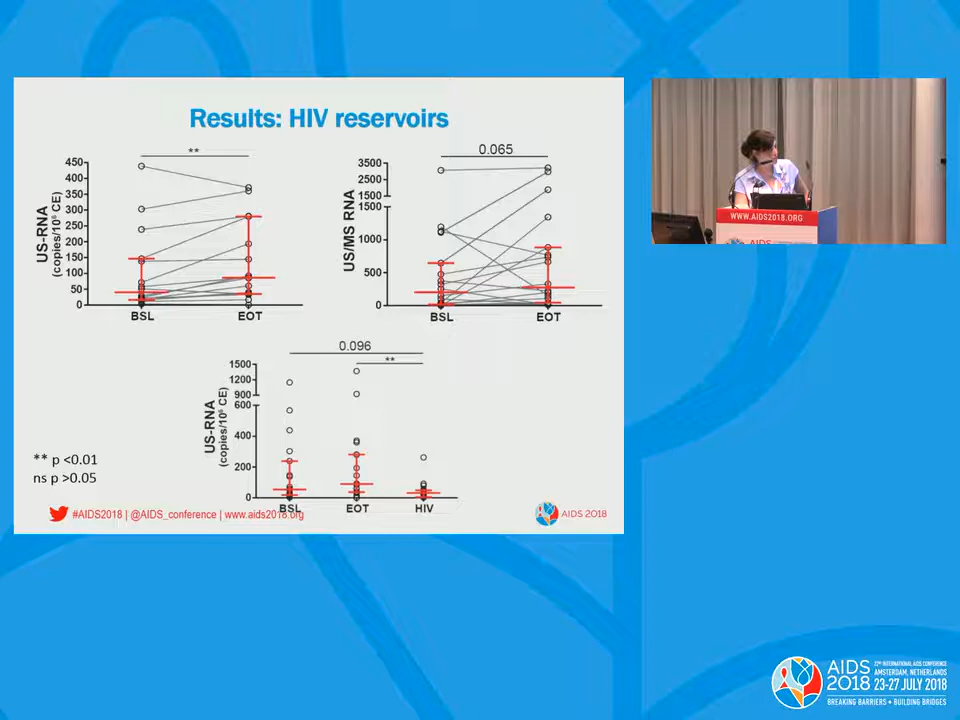 Results: HIV reservoirs
**
450
400
350
300
250
200
150
100
50
0
US-RNA
(copies/10⁶ CE)
BSL EOT
0.065
3500
2500
1500
1500
1000
500
0
US/MS RNA
BSL EOT
0.096
**
1500
1200
900
600
400
200
0
US-RNA
(copies/10⁶ CE)
BSL EOT HIV
** p <0.01
ns p >0.05
#AIDS2018 | @AIDS_conference | www.aids2018.org
AIDS 2018
WWW.AIDS2018.ORG
AIDS
AIDS
2018
22ND INTERNATIONAL AIDS CONFERENCE
AMSTERDAM, NETHERLANDS
23-27 JULY 2018
BREAKING BARRIERS • BUILDING BRIDGES